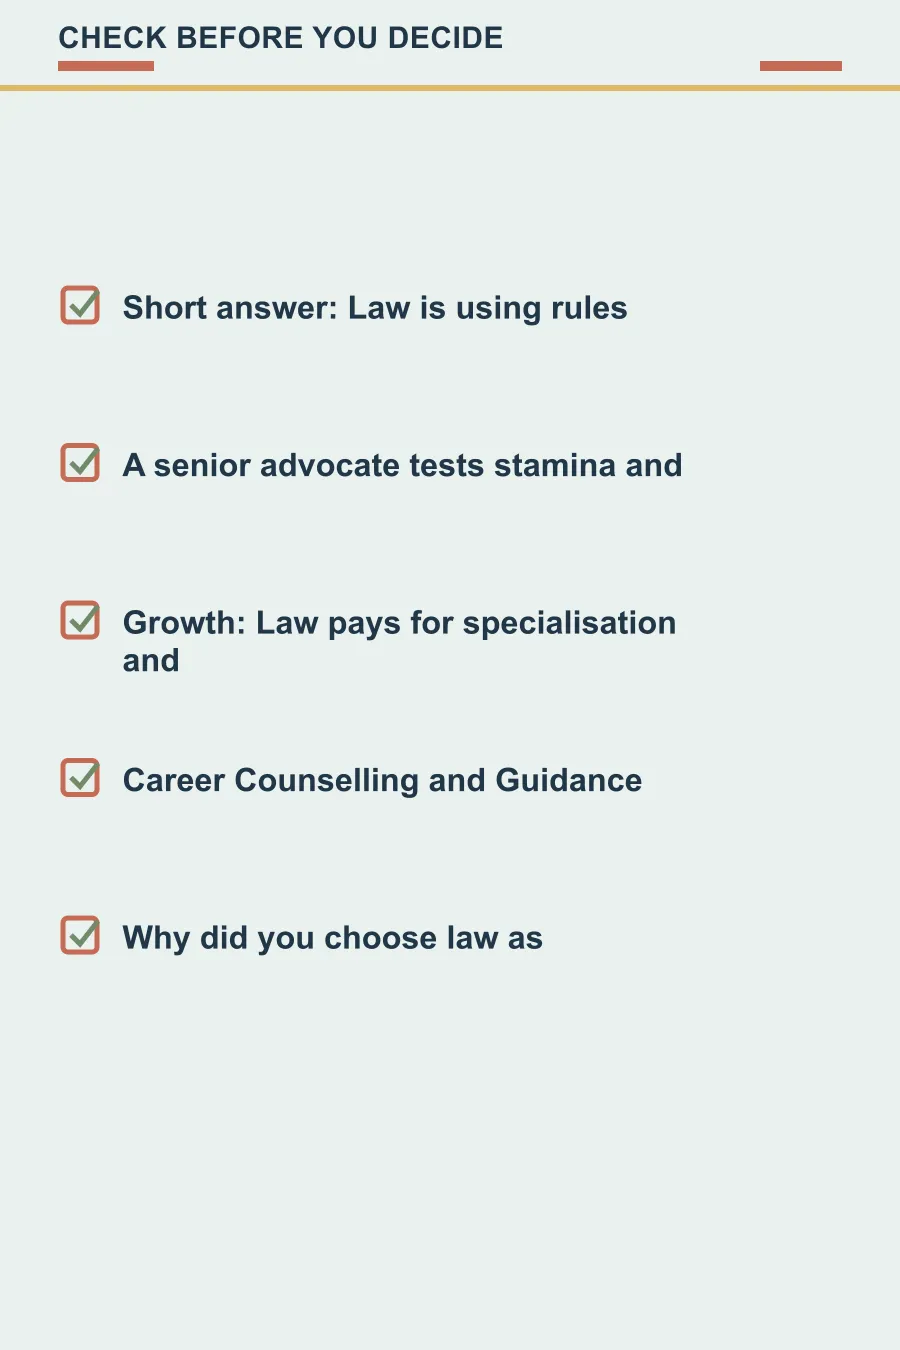 CHECK BEFORE YOU DECIDE
Short answer: Law is using rules
A senior advocate tests stamina and
Growth: Law pays for specialisation
and
Career Counselling and Guidance
Why did you choose law as